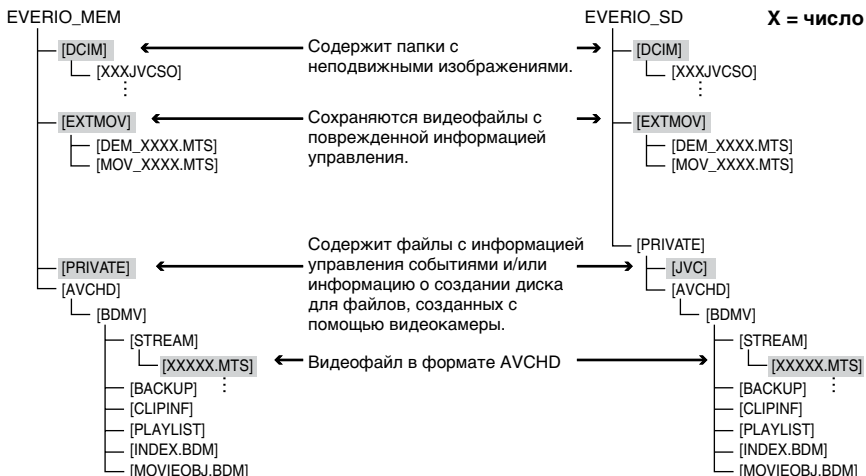 EVERIO_MEM
[DCIM]
[XXXJVCSO]
[EXTMOV]
[DEM_XXXX.MTS]
[MOV_XXXX.MTS]
[PRIVATE]
[AVCHD]
[BDMV]
[STREAM]
[XXXXX.MTS]
[BACKUP]
[CLIPINF]
[PLAYLIST]
[INDEX.BDM]
[MOVIEOBJ.BDM]
Содержит папки с
неподвижными изображениями.
Сохраняются видеофайлы с
поврежденной информацией
управления.
Содержит файлы с информацией
управления событиями и/или
информацию о создании диска
для файлов, созданных с
помощью видеокамеры.
Видеофайл в формате AVCHD
EVERIO_SD
X = число
[DCIM]
[XXXJVCSO]
[EXTMOV]
[DEM_XXXX.MTS]
[MOV_XXXX.MTS]
[PRIVATE]
[JVC]
[AVCHD]
[BDMV]
[STREAM]
[XXXXX.MTS]
[BACKUP]
[CLIPINF]
[PLAYLIST]
[INDEX.BDM]
[MOVIEOBJ.BDM]